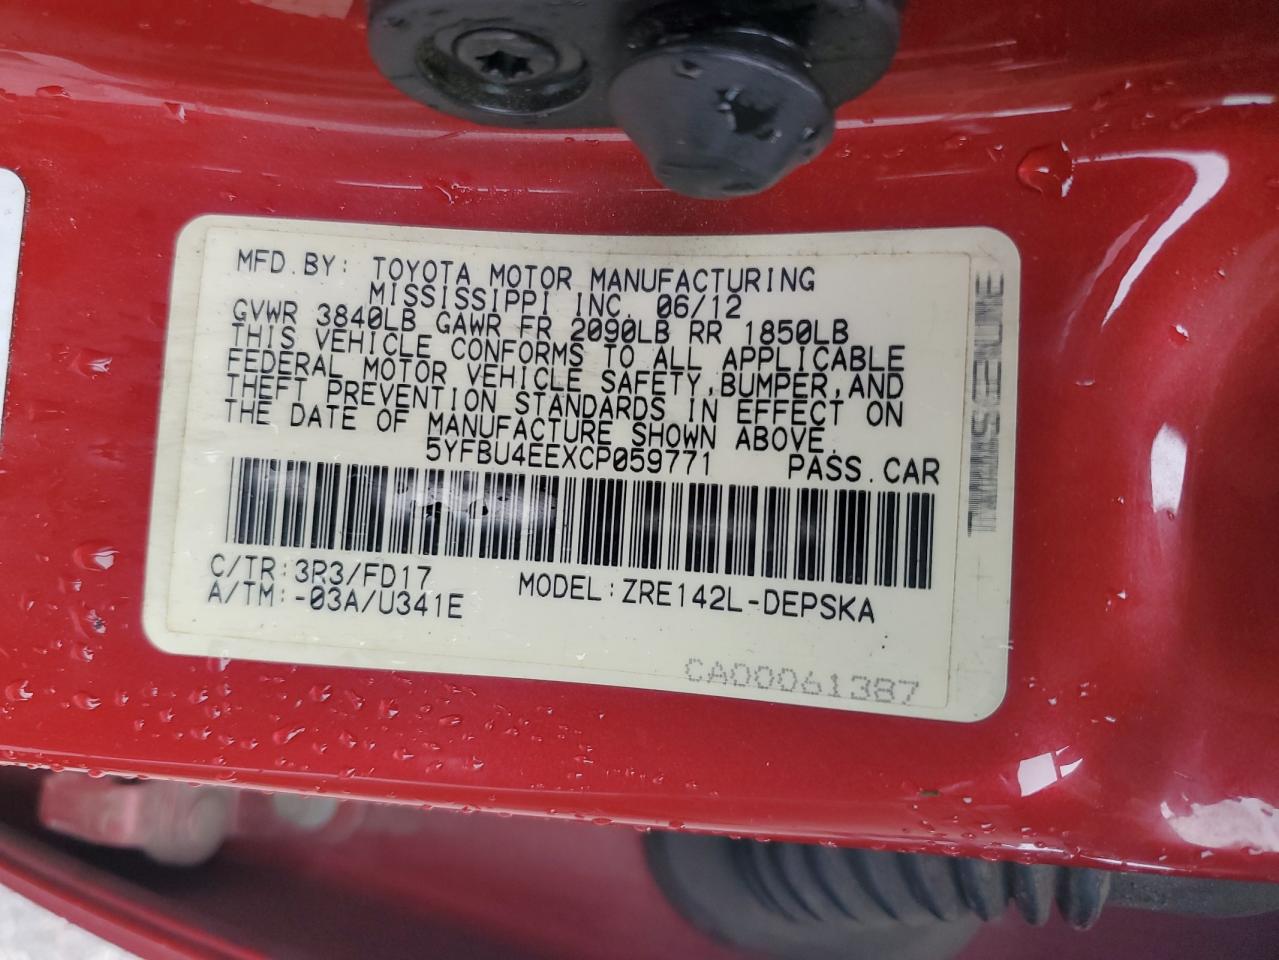 MFD.BY: TOYOTA MOTOR MANUFACTURING
MISSISSIPPI INC. 06/12
GVWR 3840LB GAWR FR 2090LB RR 1850LB
THIS VEHICLE CONFORMS TO ALL APPLICABLE
FEDERAL MOTOR VEHICLE SAFETY,BUMPER,AND
THEFT PREVENTION STANDARDS IN EFFECT ON
THE DATE OF MANUFACTURE SHOWN ABOVE.
5YFBU4EEXCP059771 PASS.CAR
C/TR:3R3/FD17
A/TM:-03A/U341E MODEL:ZRE142L-DEPSKA
CA00061387